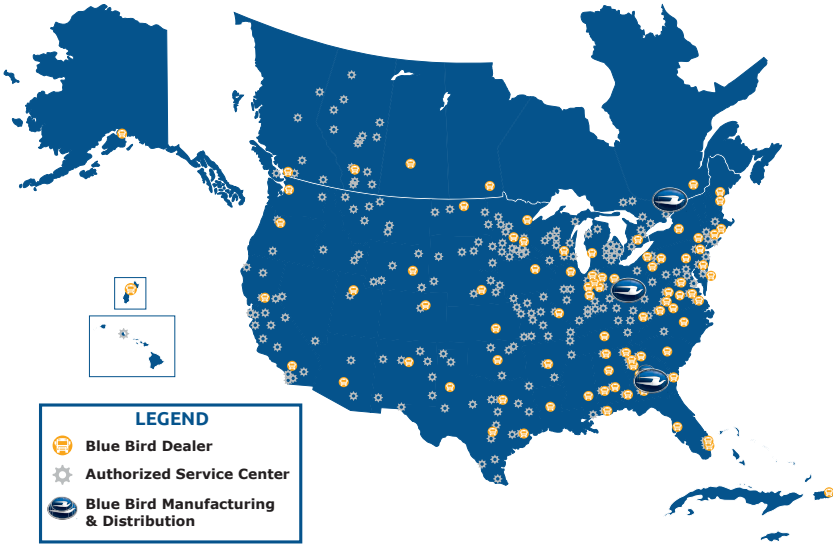 LEGEND
Blue Bird Dealer
Authorized Service Center
Blue Bird Manufacturing
& Distribution